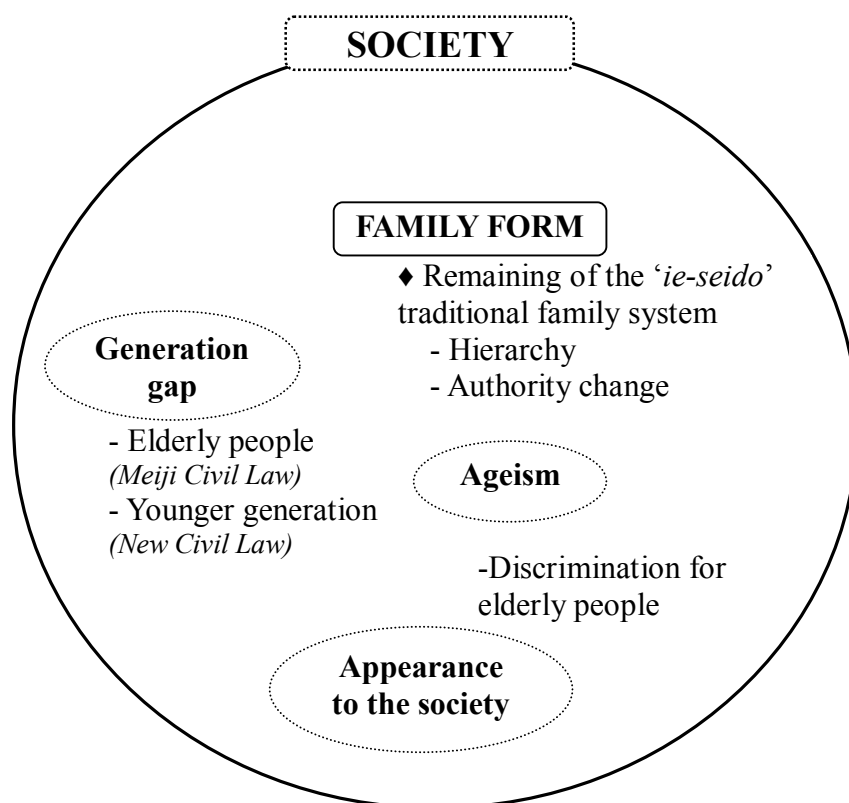 SOCIETY
FAMILY FORM
♦ Remaining of the ‘ie-seido’
traditional family system
- Hierarchy
- Authority change
Generation
gap
- Elderly people
(Meiji Civil Law)
- Younger generation
(New Civil Law)
Ageism
-Discrimination for
elderly people
Appearance
to the society